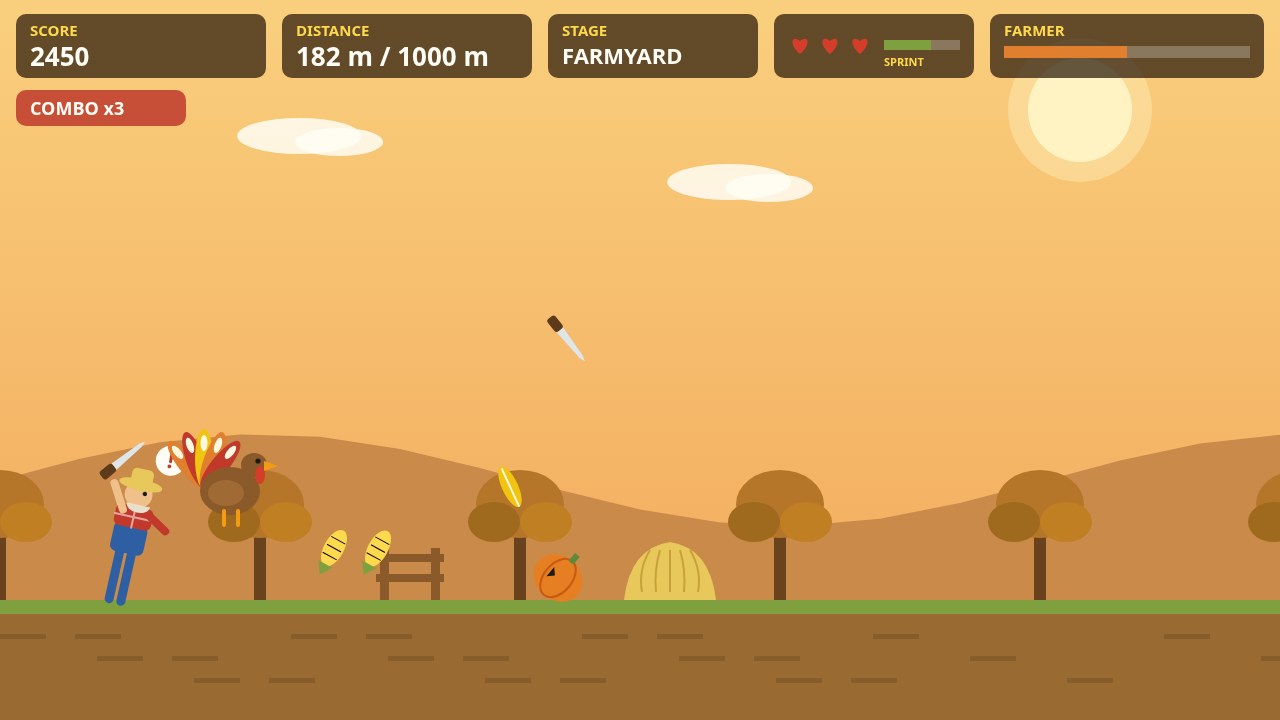 SCORE
2450
DISTANCE
182 m / 1000 m
STAGE
FARMYARD
SPRINT
FARMER
COMBO x3